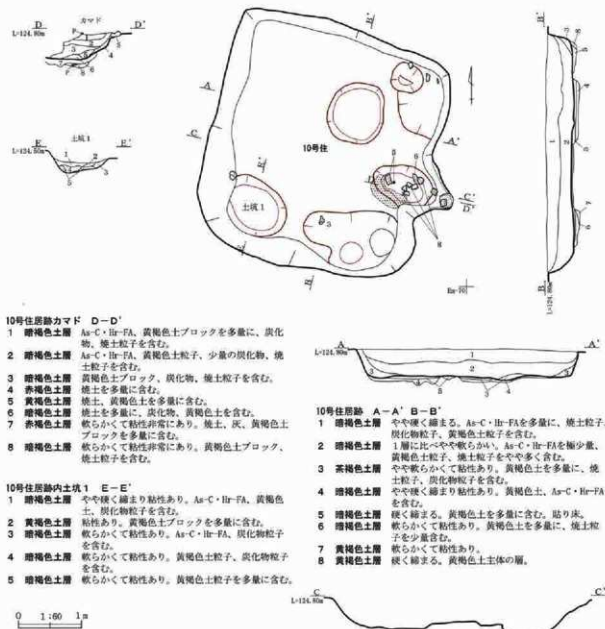 D カマド D'
L=124.80m
E 土坑1 E'
L=124.80m
10号住
土坑1
10号住居跡カマド D-D'
1 暗褐色土層 As-C・Hr-FA、黄褐色土ブロックを多量に、炭化
物、焼土粒子を含む。
2 暗褐色土層 As-C・Hr-FA、黄褐色土粒子、少量の炭化物、焼
土粒子を含む。
3 暗褐色土層 黄褐色土ブロック、炭化物、焼土粒子を含む。
4 赤褐色土層 焼土を多量に含む。
5 黄褐色土層 焼土、黄褐色土を多量に含む。
6 暗褐色土層 焼土を多量に、炭化物、黄褐色土を含む。
7 赤褐色土層 軟らかくて粘性非常にあり。焼土、灰、黄褐色土
ブロックを多量に含む。
8 暗褐色土層 軟らかくて粘性非常にあり。黄褐色土ブロック、
焼土粒子を含む。
10号住居跡内土坑1 E-E'
1 暗褐色土層 やや硬く締まり粘性あり。As-C・Hr-FA、黄褐色
土、炭化物粒子を含む。
2 黄褐色土層 粘性あり。黄褐色土ブロックを多量に含む。
3 暗褐色土層 軟らかくて粘性あり。As-C・Hr-FA、炭化物粒子
を含む。
4 暗褐色土層 軟らかくて粘性あり。黄褐色土粒子、炭化物粒子
を含む。
5 暗褐色土層 軟らかくて粘性あり。黄褐色土粒子を多量に含む。
0 1:60 1m
A A'
L=124.80m
10号住居跡 A-A' B-B'
1 暗褐色土層 やや硬く締まる。As-C・Hr-FAを多量に、焼土粒子、
炭化物粒子、黄褐色土粒子を含む。
2 暗褐色土層 1層に比べやや軟らかい。As-C・Hr-FAを極少量、
黄褐色土粒子、焼土粒子をやや多く含む。
3 茶褐色土層 やや軟らかくて粘性あり。黄褐色土を多量に、焼
土粒子、炭化物粒子を含む。
4 暗褐色土層 やや硬く締まり粘性あり。黄褐色土、As-C・Hr-FA
を含む。
5 暗褐色土層 硬く締まる。黄褐色土を多量に含む。貼り床。
6 暗褐色土層 軟らかくて粘性あり。黄褐色土を多量に、焼土粒
子を少量含む。
7 黄褐色土層 軟らかくて粘性あり。
8 黄褐色土層 硬く締まる。黄褐色土主体の層。
C C'
L=124.80m